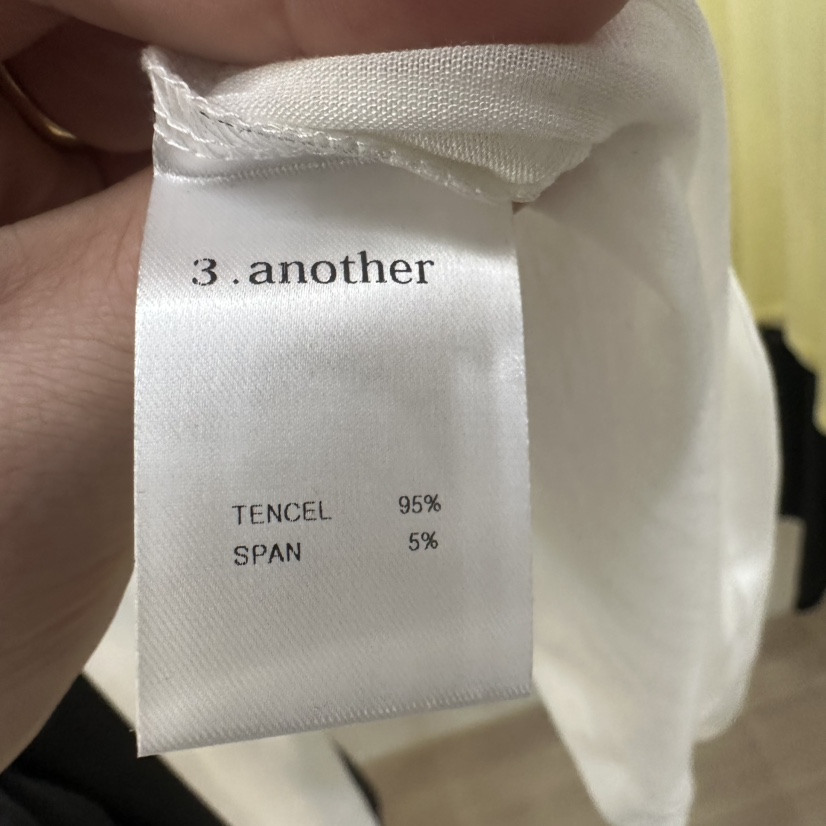 3.another
TENCEL 95%
SPAN 5%